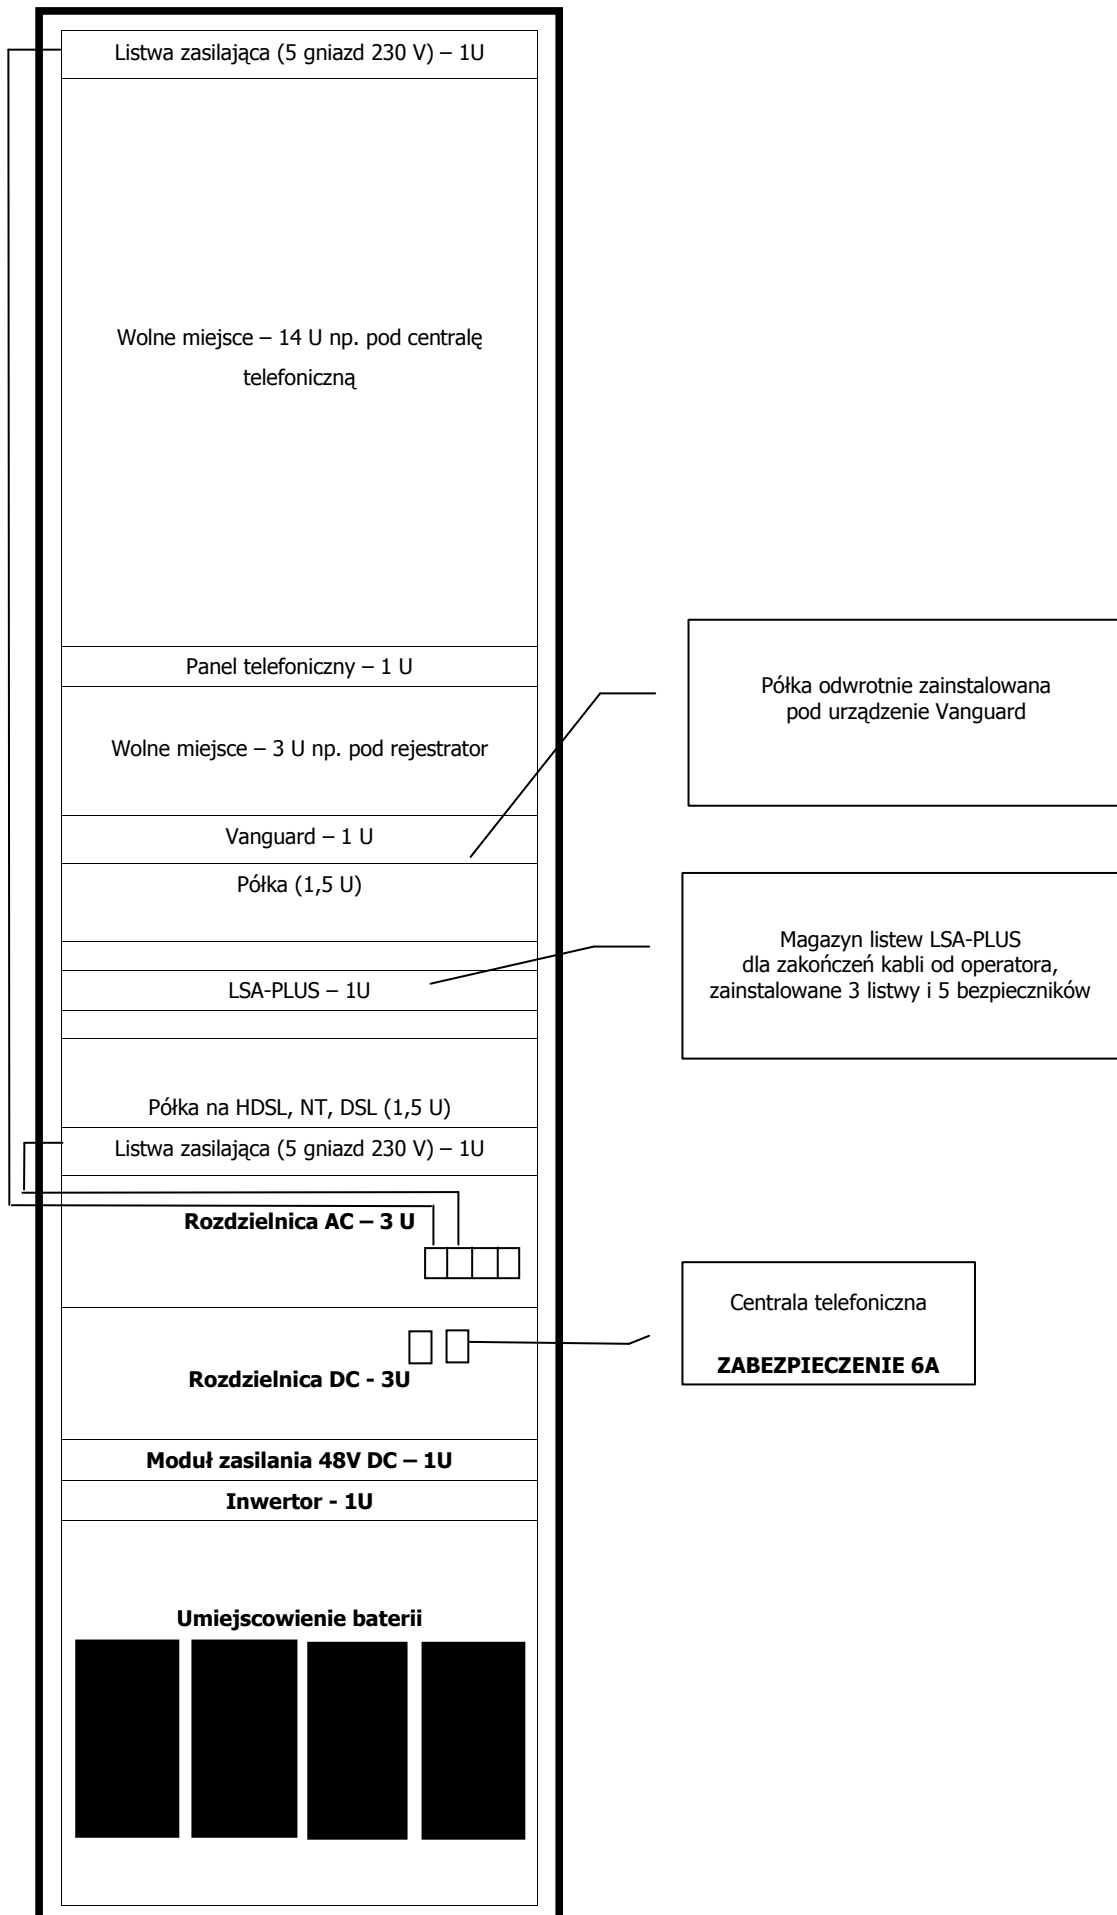 Listwa zasilająca (5 gniazd 230 V) – 1U
Wolne miejsce – 14 U np. pod centralę
telefoniczną
Panel telefoniczny – 1 U
Wolne miejsce – 3 U np. pod rejestrator
Vanguard – 1 U
Półka (1,5 U)
LSA-PLUS – 1U
Półka na HDSL, NT, DSL (1,5 U)
Listwa zasilająca (5 gniazd 230 V) – 1U
Rozdzielnica AC – 3 U
Rozdzielnica DC - 3U
Moduł zasilania 48V DC – 1U
Inwertor - 1U
Umiejscowienie baterii
Półka odwrotnie zainstalowana
pod urządzenie Vanguard
Magazyn listew LSA-PLUS
dla zakończeń kabli od operatora,
zainstalowane 3 listwy i 5 bezpieczników
Centrala telefoniczna
ZABEZPIECZENIE 6A